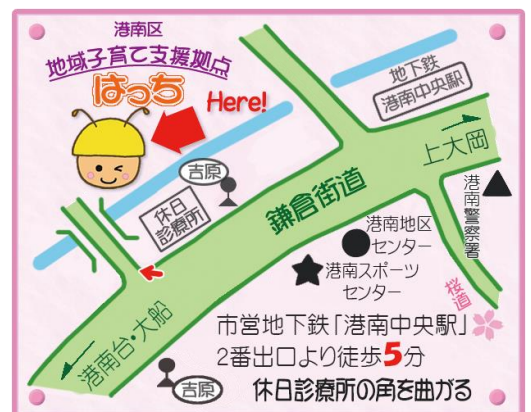 港南区
地域子育て支援拠点
はっち
Here!
地下鉄
港南中央駅
上大岡
吉原
休日
診療所
鎌倉街道
港南警察署
港南地区
センター
港南スポーツ
センター
桜道
港南台・大船
吉原
市営地下鉄「港南中央駅」
2番出口より徒歩5分
休日診療所の角を曲がる